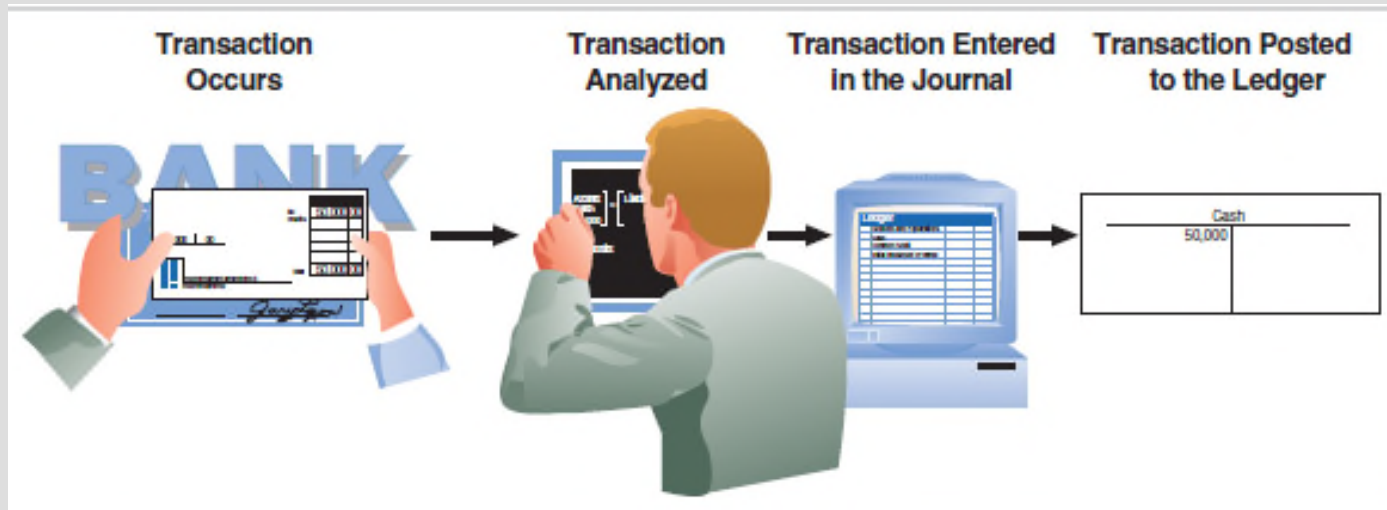 Transaction
Occurs
Transaction
Analyzed
Transaction Entered
in the Journal
Transaction Posted
to the Ledger
BANK
Ledger
Cash
50,000